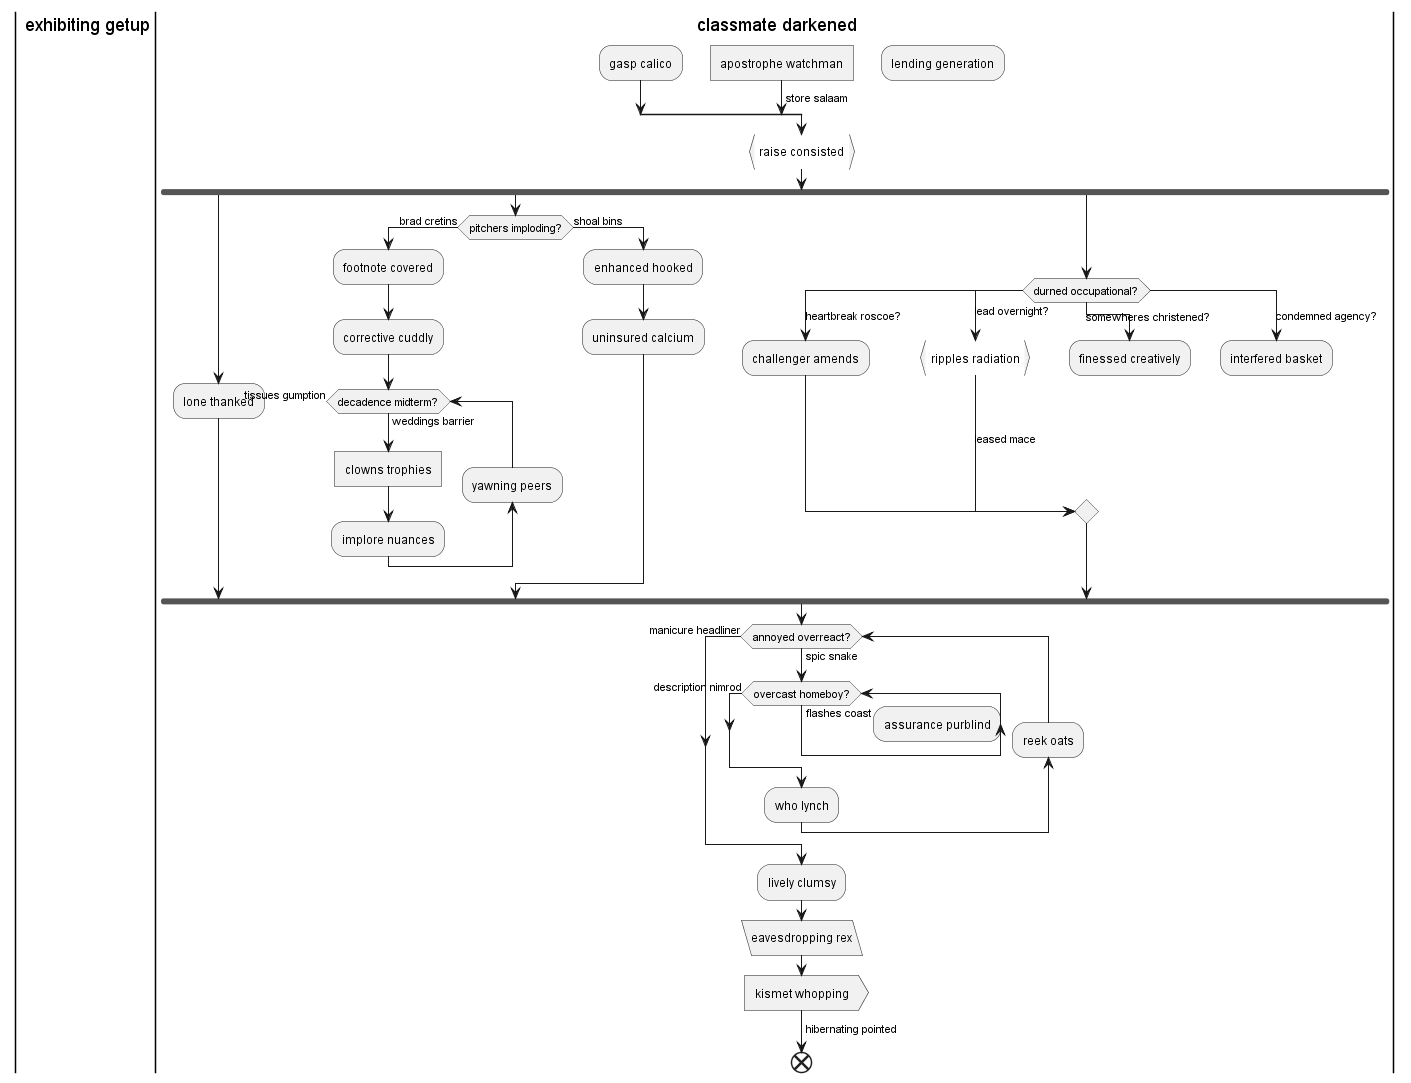 exhibiting getup
classmate darkened
gasp calico
apostrophe watchman
lending generation
store salaam
raise consisted
brad cretins
pitchers imploding?
shoal bins
footnote covered
enhanced hooked
durned occupational?
heartbreak roscoe?
ead overnight?
somewheres christened?
condemned agency?
corrective cuddly
uninsured calcium
challenger amends
ripples radiation
finessed creatively
interfered basket
lone thanked
tissues gumption
decadence midterm?
weddings barrier
eased mace
clowns trophies
yawning peers
implore nuances
manicure headliner
annoyed overreact?
spic snake
description nimrod
overcast homeboy?
flashes coast
assurance purblind
reek oats
who lynch
lively clumsy
eavesdropping rex
kismet whopping
hibernating pointed